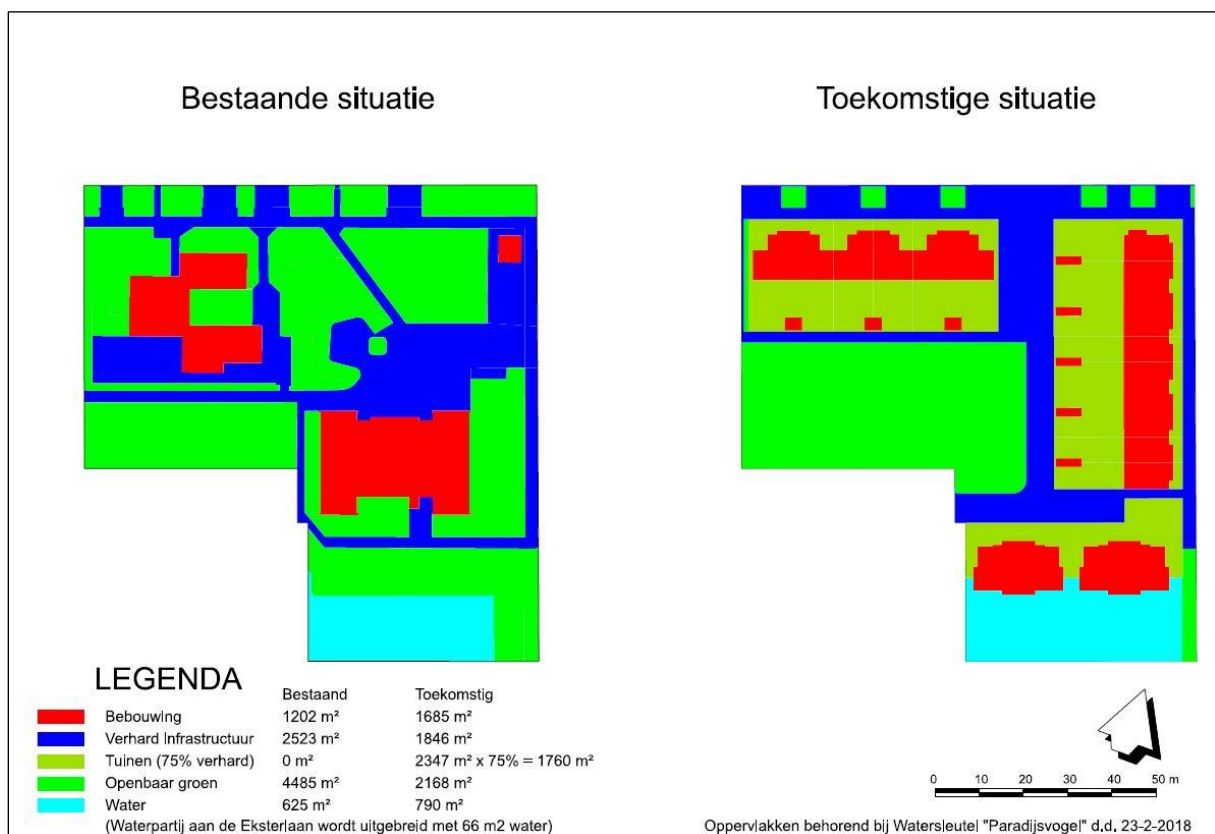 Bestaande situatie
Toekomstige situatie
LEGENDA
Bestaand Toekomstig
Bebouwing 1202 m² 1685 m²
Verhard Infrastructuur 2523 m² 1846 m²
Tuinen (75% verhard) 0 m² 2347 m² x 75% = 1760 m²
Openbaar groen 4485 m² 2168 m²
Water 625 m² 790 m²
(Waterpartij aan de Eksterlaan wordt uitgebreid met 66 m2 water)
0 10 20 30 40 50 m
Oppervlakken behorend bij Watersleutel "Paradijsvogel" d.d. 23-2-2018